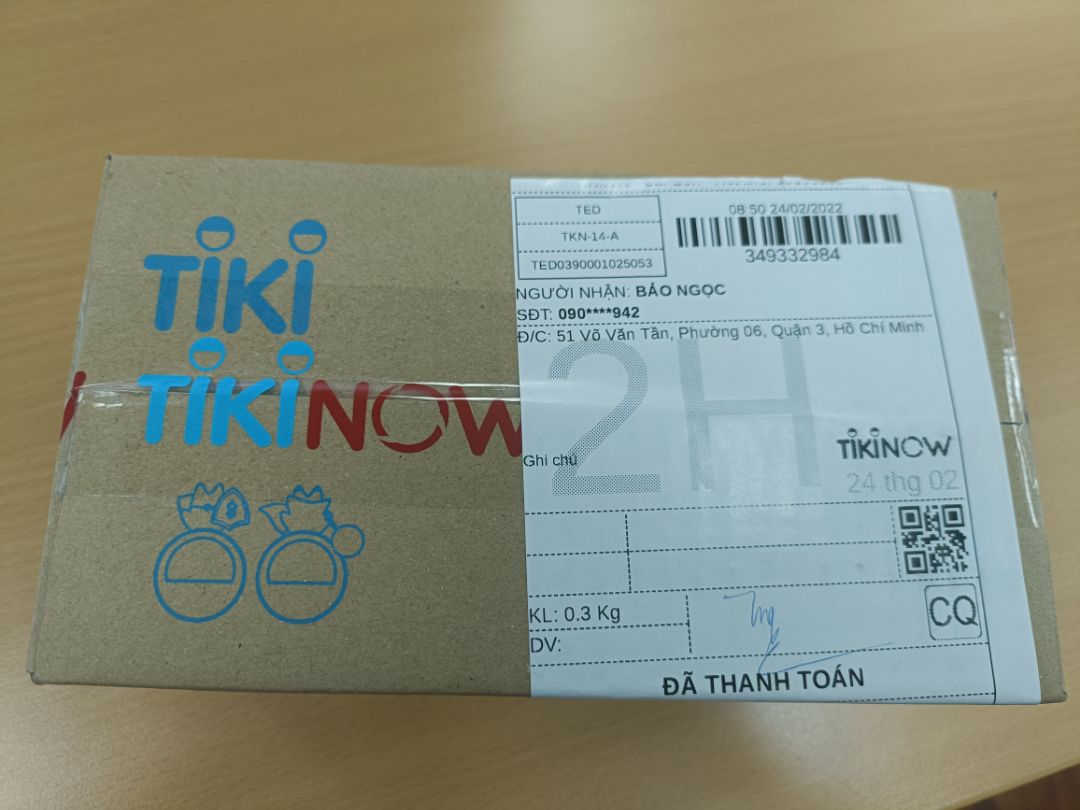 TIKI
TIKINOW
TED
TKN-14-A
TED0390001025053
08:50 24/02/2022
349332984
NGƯỜI NHẬN: BẢO NGỌC
SĐT: 090****942
Đ/C: 51 Võ Văn Tần, Phường 06, Quận 3, Hồ Chí Minh
2H
Ghi chú
TIKINOW
24 thg 02
KL: 0.3 Kg
CQ
DV:
ĐÃ THANH TOÁN